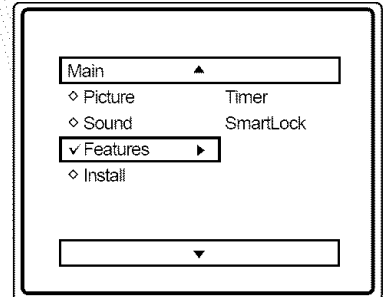 Main ▲
◇ Picture Timer
◇ Sound SmartLock
✓ Features ►
◇ Install
▼